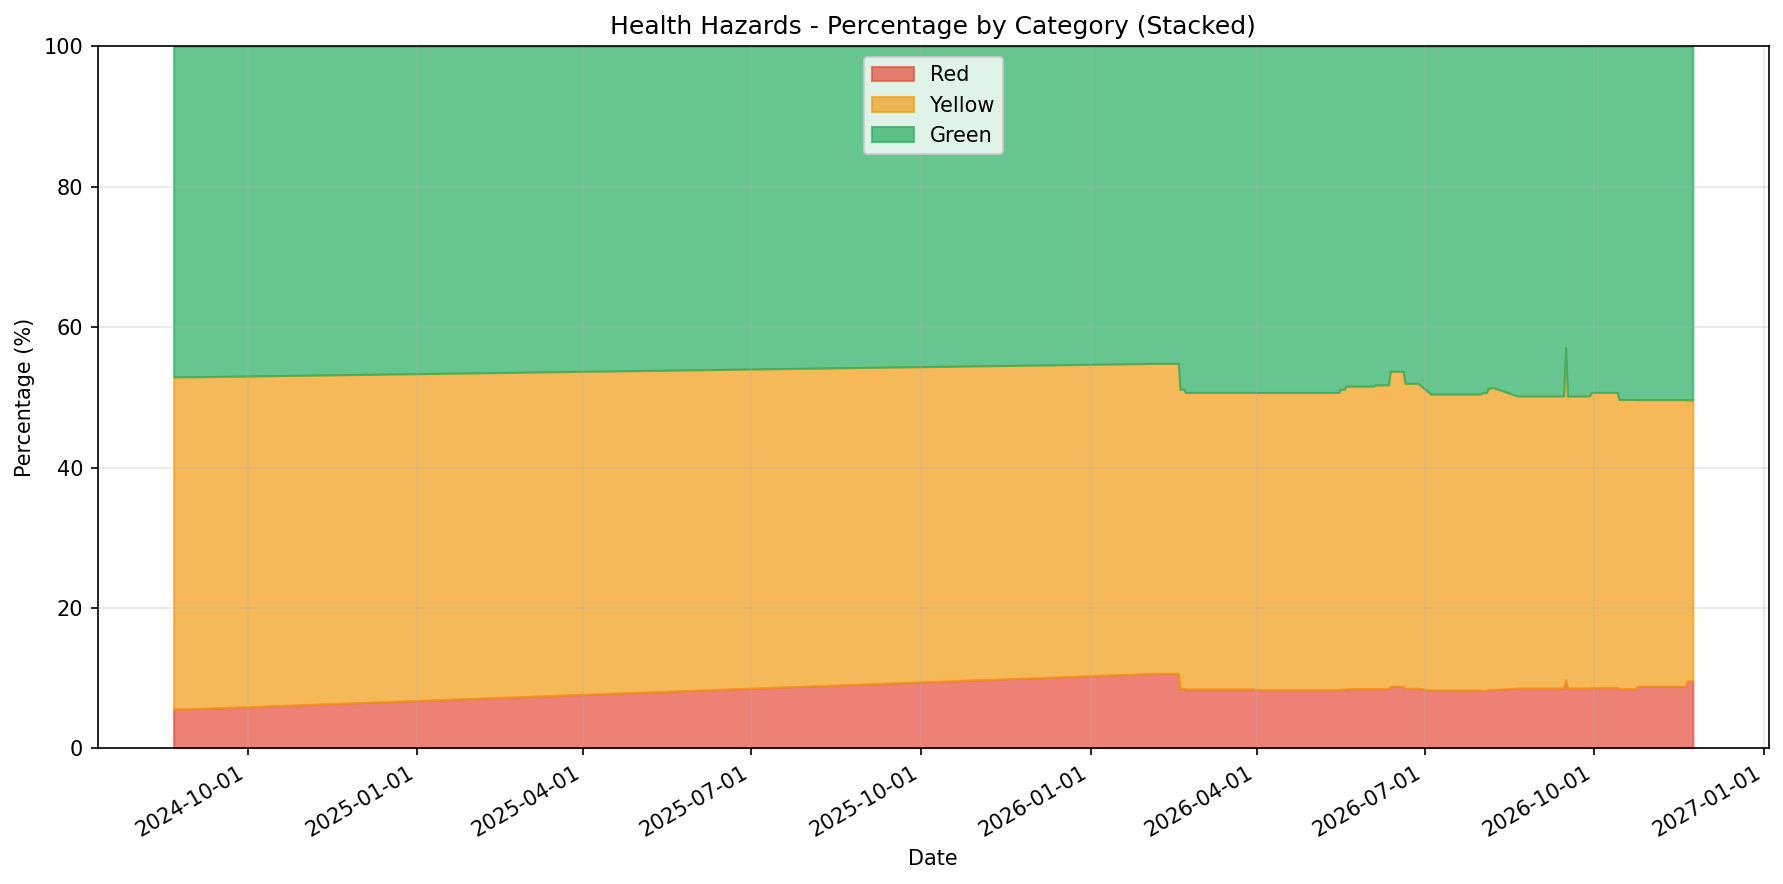 Health Hazards - Percentage by Category (Stacked)
Red
Yellow
Green
Percentage (%)
100
80
60
40
20
0
2024-10-01
2025-01-01
2025-04-01
2025-07-01
2025-10-01
2026-01-01
2026-04-01
2026-07-01
2026-10-01
2027-01-01
Date